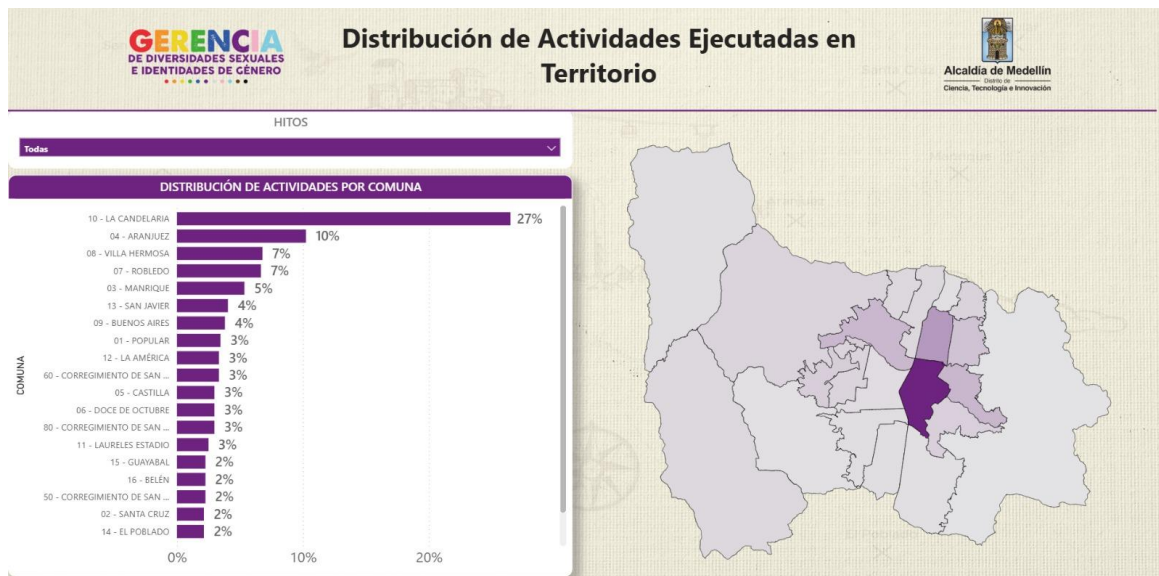 GERENCIA
DE DIVERSIDADES SEXUALES
E IDENTIDADES DE GÉNERO
Distribución de Actividades Ejecutadas en
Territorio
Alcaldía de Medellín
Distrito de
Ciencia, Tecnología e Innovación
HITOS
Todas
DISTRIBUCIÓN DE ACTIVIDADES POR COMUNA
COMUNA
10 - LA CANDELARIA 27%
04 - ARANJUEZ 10%
08 - VILLA HERMOSA 7%
07 - ROBLEDO 7%
03 - MANRIQUE 5%
13 - SAN JAVIER 4%
09 - BUENOS AIRES 4%
01 - POPULAR 3%
12 - LA AMÉRICA 3%
60 - CORREGIMIENTO DE SAN ... 3%
05 - CASTILLA 3%
06 - DOCE DE OCTUBRE 3%
80 - CORREGIMIENTO DE SAN ... 3%
11 - LAURELES ESTADIO 3%
15 - GUAYABAL 2%
16 - BELÉN 2%
50 - CORREGIMIENTO DE SAN ... 2%
02 - SANTA CRUZ 2%
14 - EL POBLADO 2%
0% 10% 20%
Manrique
Aranjuez
El Poblado